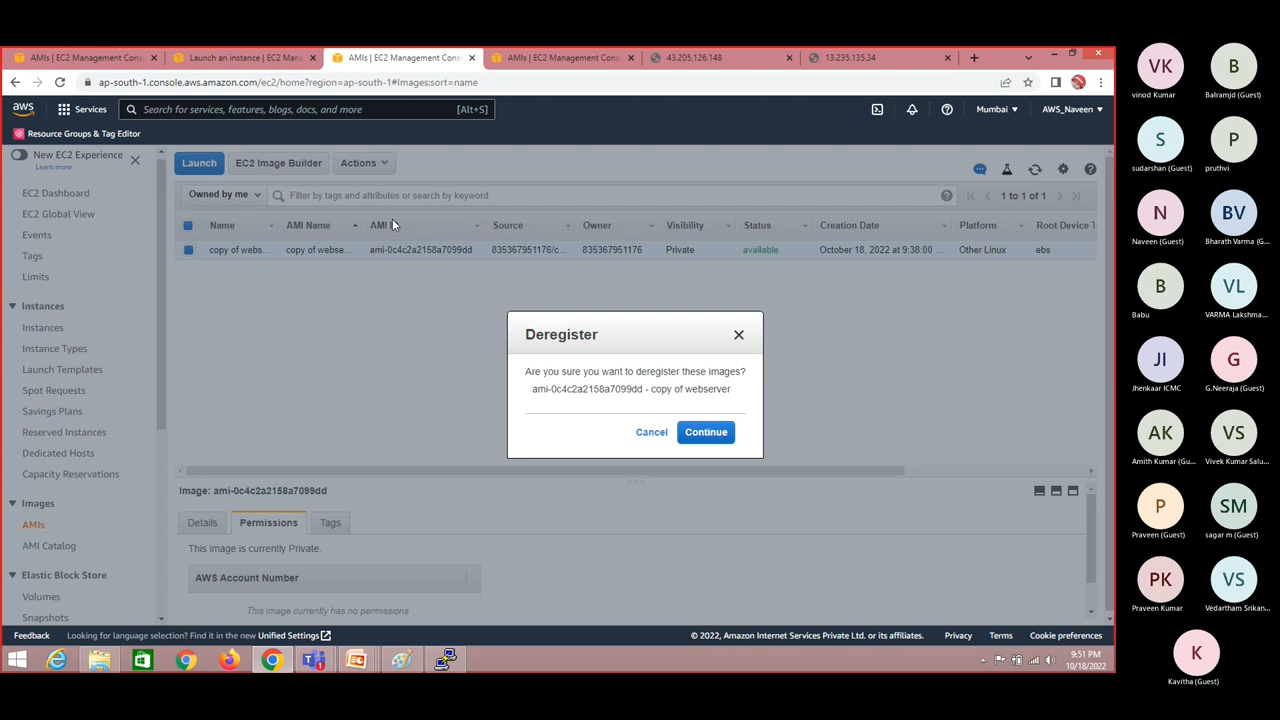 AMIs | EC2 Management Cons
Launch an instance | EC2 Mana
AMIs | EC2 Management Conso
AMIs | EC2 Management Conso
43.205.126.148
13.235.135.34
ap-south-1.console.aws.amazon.com/ec2/home?region=ap-south-1#Images:sort=name
aws
Services
Search for services, features, blogs, docs, and more
[Alt+S]
Mumbai
AWS_Naveen
Resource Groups & Tag Editor
New EC2 Experience
Learn more
EC2 Dashboard
EC2 Global View
Events
Tags
Limits
Instances
Instances
Instance Types
Launch Templates
Spot Requests
Savings Plans
Reserved Instances
Dedicated Hosts
Capacity Reservations
Images
AMIs
AMI Catalog
Elastic Block Store
Volumes
Snapshots
Launch
EC2 Image Builder
Actions
Owned by me
Filter by tags and attributes or search by keyword
1 to 1 of 1
Name AMI Name AMI Source Owner Visibility Status Creation Date Platform Root Device
copy of webs... copy of webse... ami-0c4c2a2158a7099dd 835367951176/c... 835367951176 Private available October 18, 2022 at 9:38:00 ... Other Linux ebs
Deregister
Are you sure you want to deregister these images?
ami-0c4c2a2158a7099dd - copy of webserver
Cancel
Continue
Image: ami-0c4c2a2158a7099dd
Details
Permissions
Tags
This image is currently Private.
AWS Account Number
This image currently has no permissions
Feedback
Looking for language selection? Find it in the new Unified Settings
© 2022, Amazon Internet Services Private Ltd. or its affiliates.
Privacy
Terms
Cookie preferences
9:51 PM
10/18/2022
VK
vinod Kumar
B
Balramjd (Guest)
S
sudarshan (Guest)
P
pruthvi
N
Naveen (Guest)
BV
Bharath Varma (G...
B
Babu
VL
VARMA Lakshma...
JI
Jhenkaar ICMC
G
G.Neeraja (Guest)
AK
Amith Kumar (Gu...
VS
Vivek Kumar Salu...
P
Praveen (Guest)
SM
sagar m (Guest)
PK
Praveen Kumar
VS
Vedartham Srikan...
K
Kavitha (Guest)